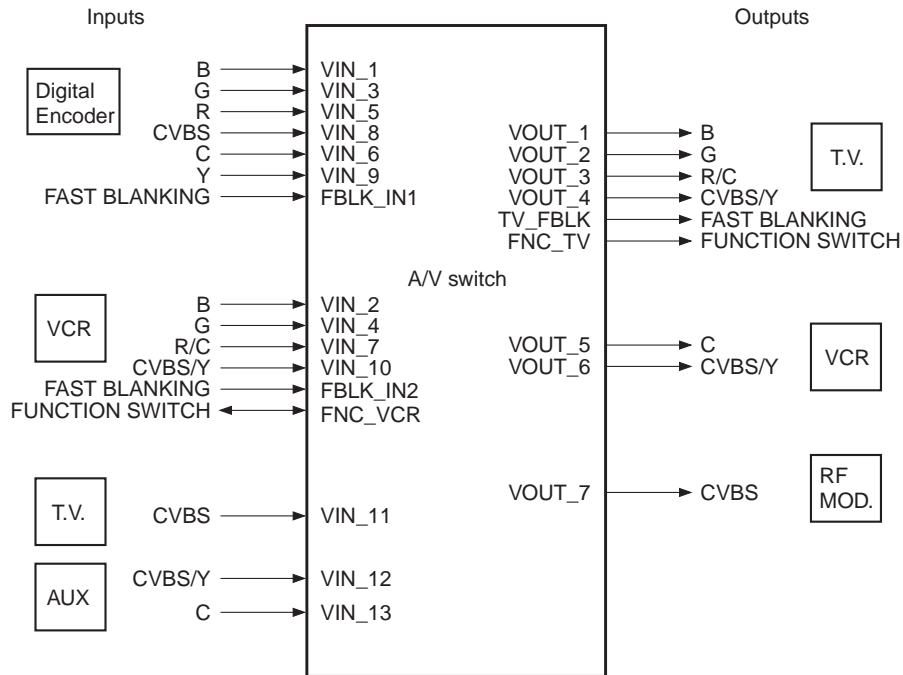 Inputs
Outputs
Digital
Encoder
B
G
R
CVBS
C
Y
FAST BLANKING
VIN_1
VIN_3
VIN_5
VIN_8
VIN_6
VIN_9
FBLK_IN1
VOUT_1
VOUT_2
VOUT_3
VOUT_4
TV_FBLK
FNC_TV
B
G
R/C
CVBS/Y
FAST BLANKING
FUNCTION SWITCH
T.V.
A/V switch
VCR
B
G
R/C
CVBS/Y
FAST BLANKING
FUNCTION SWITCH
VIN_2
VIN_4
VIN_7
VIN_10
FBLK_IN2
FNC_VCR
VOUT_5
VOUT_6
C
CVBS/Y
VCR
T.V.
CVBS
VIN_11
VOUT_7
CVBS
RF
MOD.
AUX
CVBS/Y
C
VIN_12
VIN_13